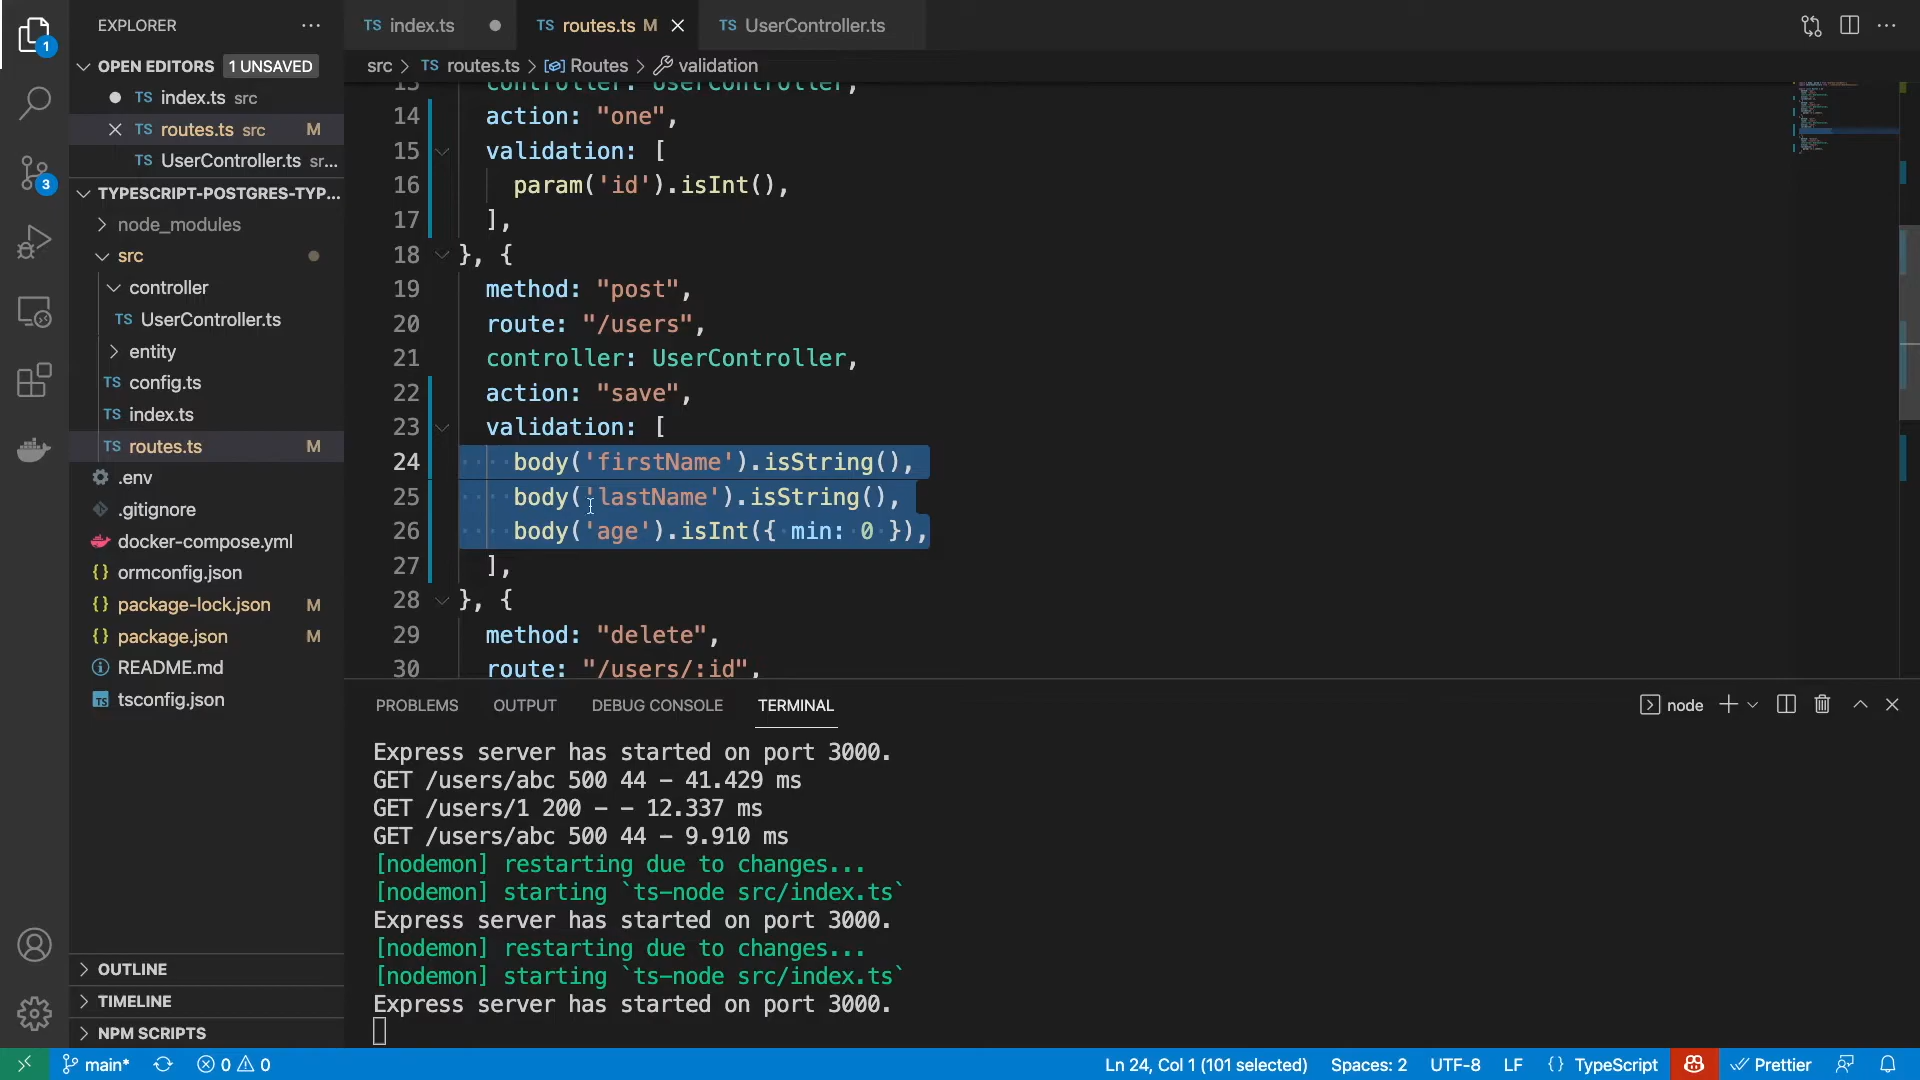 EXPLORER
OPEN EDITORS 1 UNSAVED
TS index.ts src
TS routes.ts src M
TS UserController.ts sr...
TYPESCRIPT-POSTGRES-TYP...
node_modules
src
controller
TS UserController.ts
entity
TS config.ts
TS index.ts
TS routes.ts M
.env
.gitignore
docker-compose.yml
{} ormconfig.json
{} package-lock.json M
{} package.json M
README.md
TS tsconfig.json
OUTLINE
TIMELINE
NPM SCRIPTS
1
3
TS index.ts
TS routes.ts M
TS UserController.ts
src > TS routes.ts > Routes > validation
13 controller: UserController,
14 action: "one",
15 validation: [
16 param('id').isInt(),
17 ],
18 }, {
19 method: "post",
20 route: "/users",
21 controller: UserController,
22 action: "save",
23 validation: [
24 body('firstName').isString(),
25 body('lastName').isString(),
26 body('age').isInt({ min: 0 }),
27 ],
28 }, {
29 method: "delete",
30 route: "/users/:id",
PROBLEMS OUTPUT DEBUG CONSOLE TERMINAL
node
Express server has started on port 3000.
GET /users/abc 500 44 - 41.429 ms
GET /users/1 200 - - 12.337 ms
GET /users/abc 500 44 - 9.910 ms
[nodemon] restarting due to changes...
[nodemon] starting `ts-node src/index.ts`
Express server has started on port 3000.
[nodemon] restarting due to changes...
[nodemon] starting `ts-node src/index.ts`
Express server has started on port 3000.
main* 0 0
Ln 24, Col 1 (101 selected) Spaces: 2 UTF-8 LF {} TypeScript Prettier